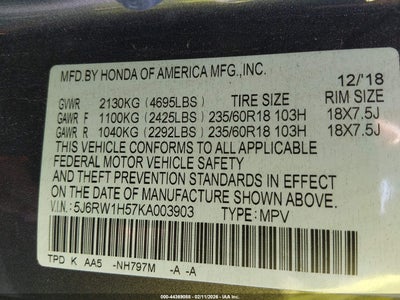 MFD.BY HONDA OF AMERICA MFG.,INC.
12/'18
GVWR 2130KG (4695LBS) TIRE SIZE RIM SIZE
GAWR F 1100KG (2425LBS) 235/60R18 103H 18X7.5J
GAWR R 1040KG (2292LBS) 235/60R18 103H 18X7.5J
THIS VEHICLE CONFORMS TO ALL APPLICABLE
FEDERAL MOTOR VEHICLE SAFETY, BUMPER,
AND THEFT PREVENTION STANDARDS IN EFFECT
ON THE DATE OF MANUFACTURE SHOWN ABOVE.
V.I.N: 5J6RW1H57KA003903 TYPE: MPV
TPD K AA5 -NH797M -A -A
000-44369088 - 02/11/2026 - IAA Inc.